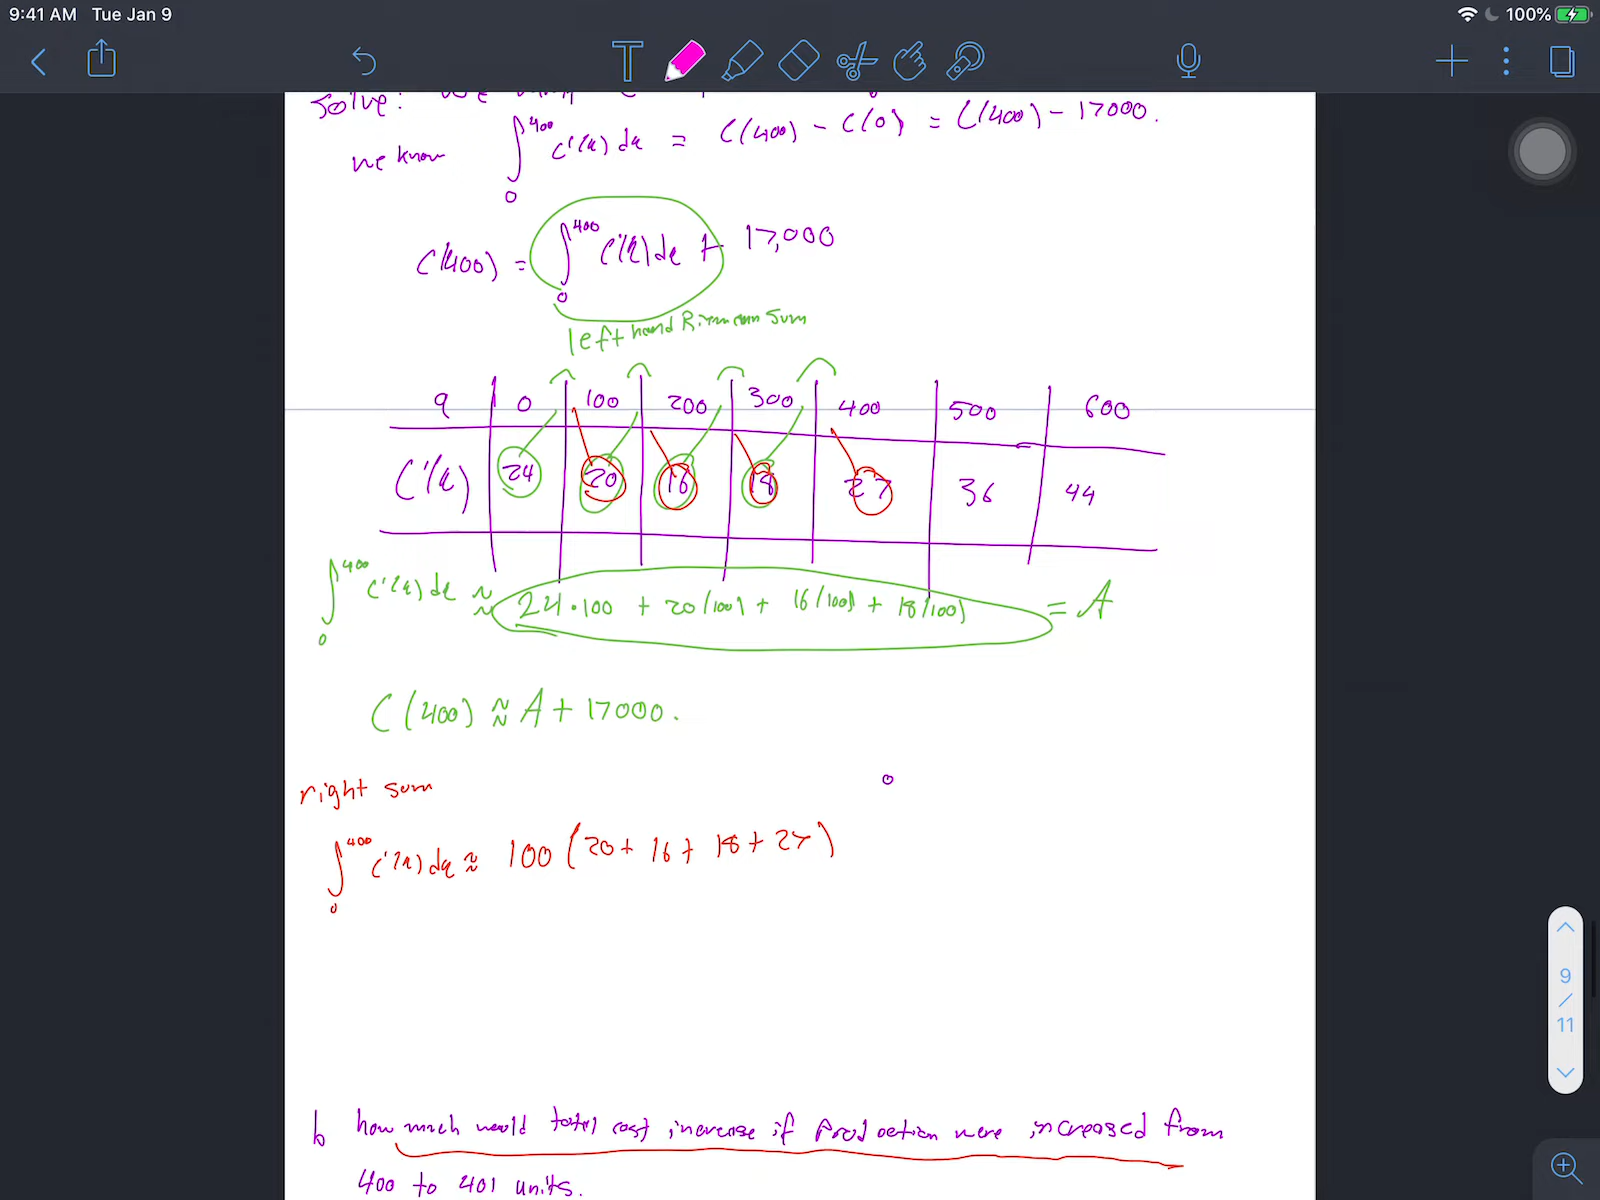 9:41 AM Tue Jan 9 100%
Solve: we
we know ∫₀⁴⁰⁰ C'(q) dq = C(400) - C(0) = C(400) - 17000.
C(400) = ∫₀⁴⁰⁰ C'(q) dq + 17,000
left hand Riemann Sum
q 0 100 200 300 400 500 600
C'(q) 24 20 16 18 27 36 44
∫₀⁴⁰⁰ C'(q) dq ≈ 24·100 + 20(100) + 16(100) + 18(100) = A
C(400) ≈ A + 17000.
right sum
∫₀⁴⁰⁰ C'(q) dq ≈ 100 (20 + 16 + 18 + 27)
9
/
11
b how much would total cost increase if production were increased from
400 to 401 units.